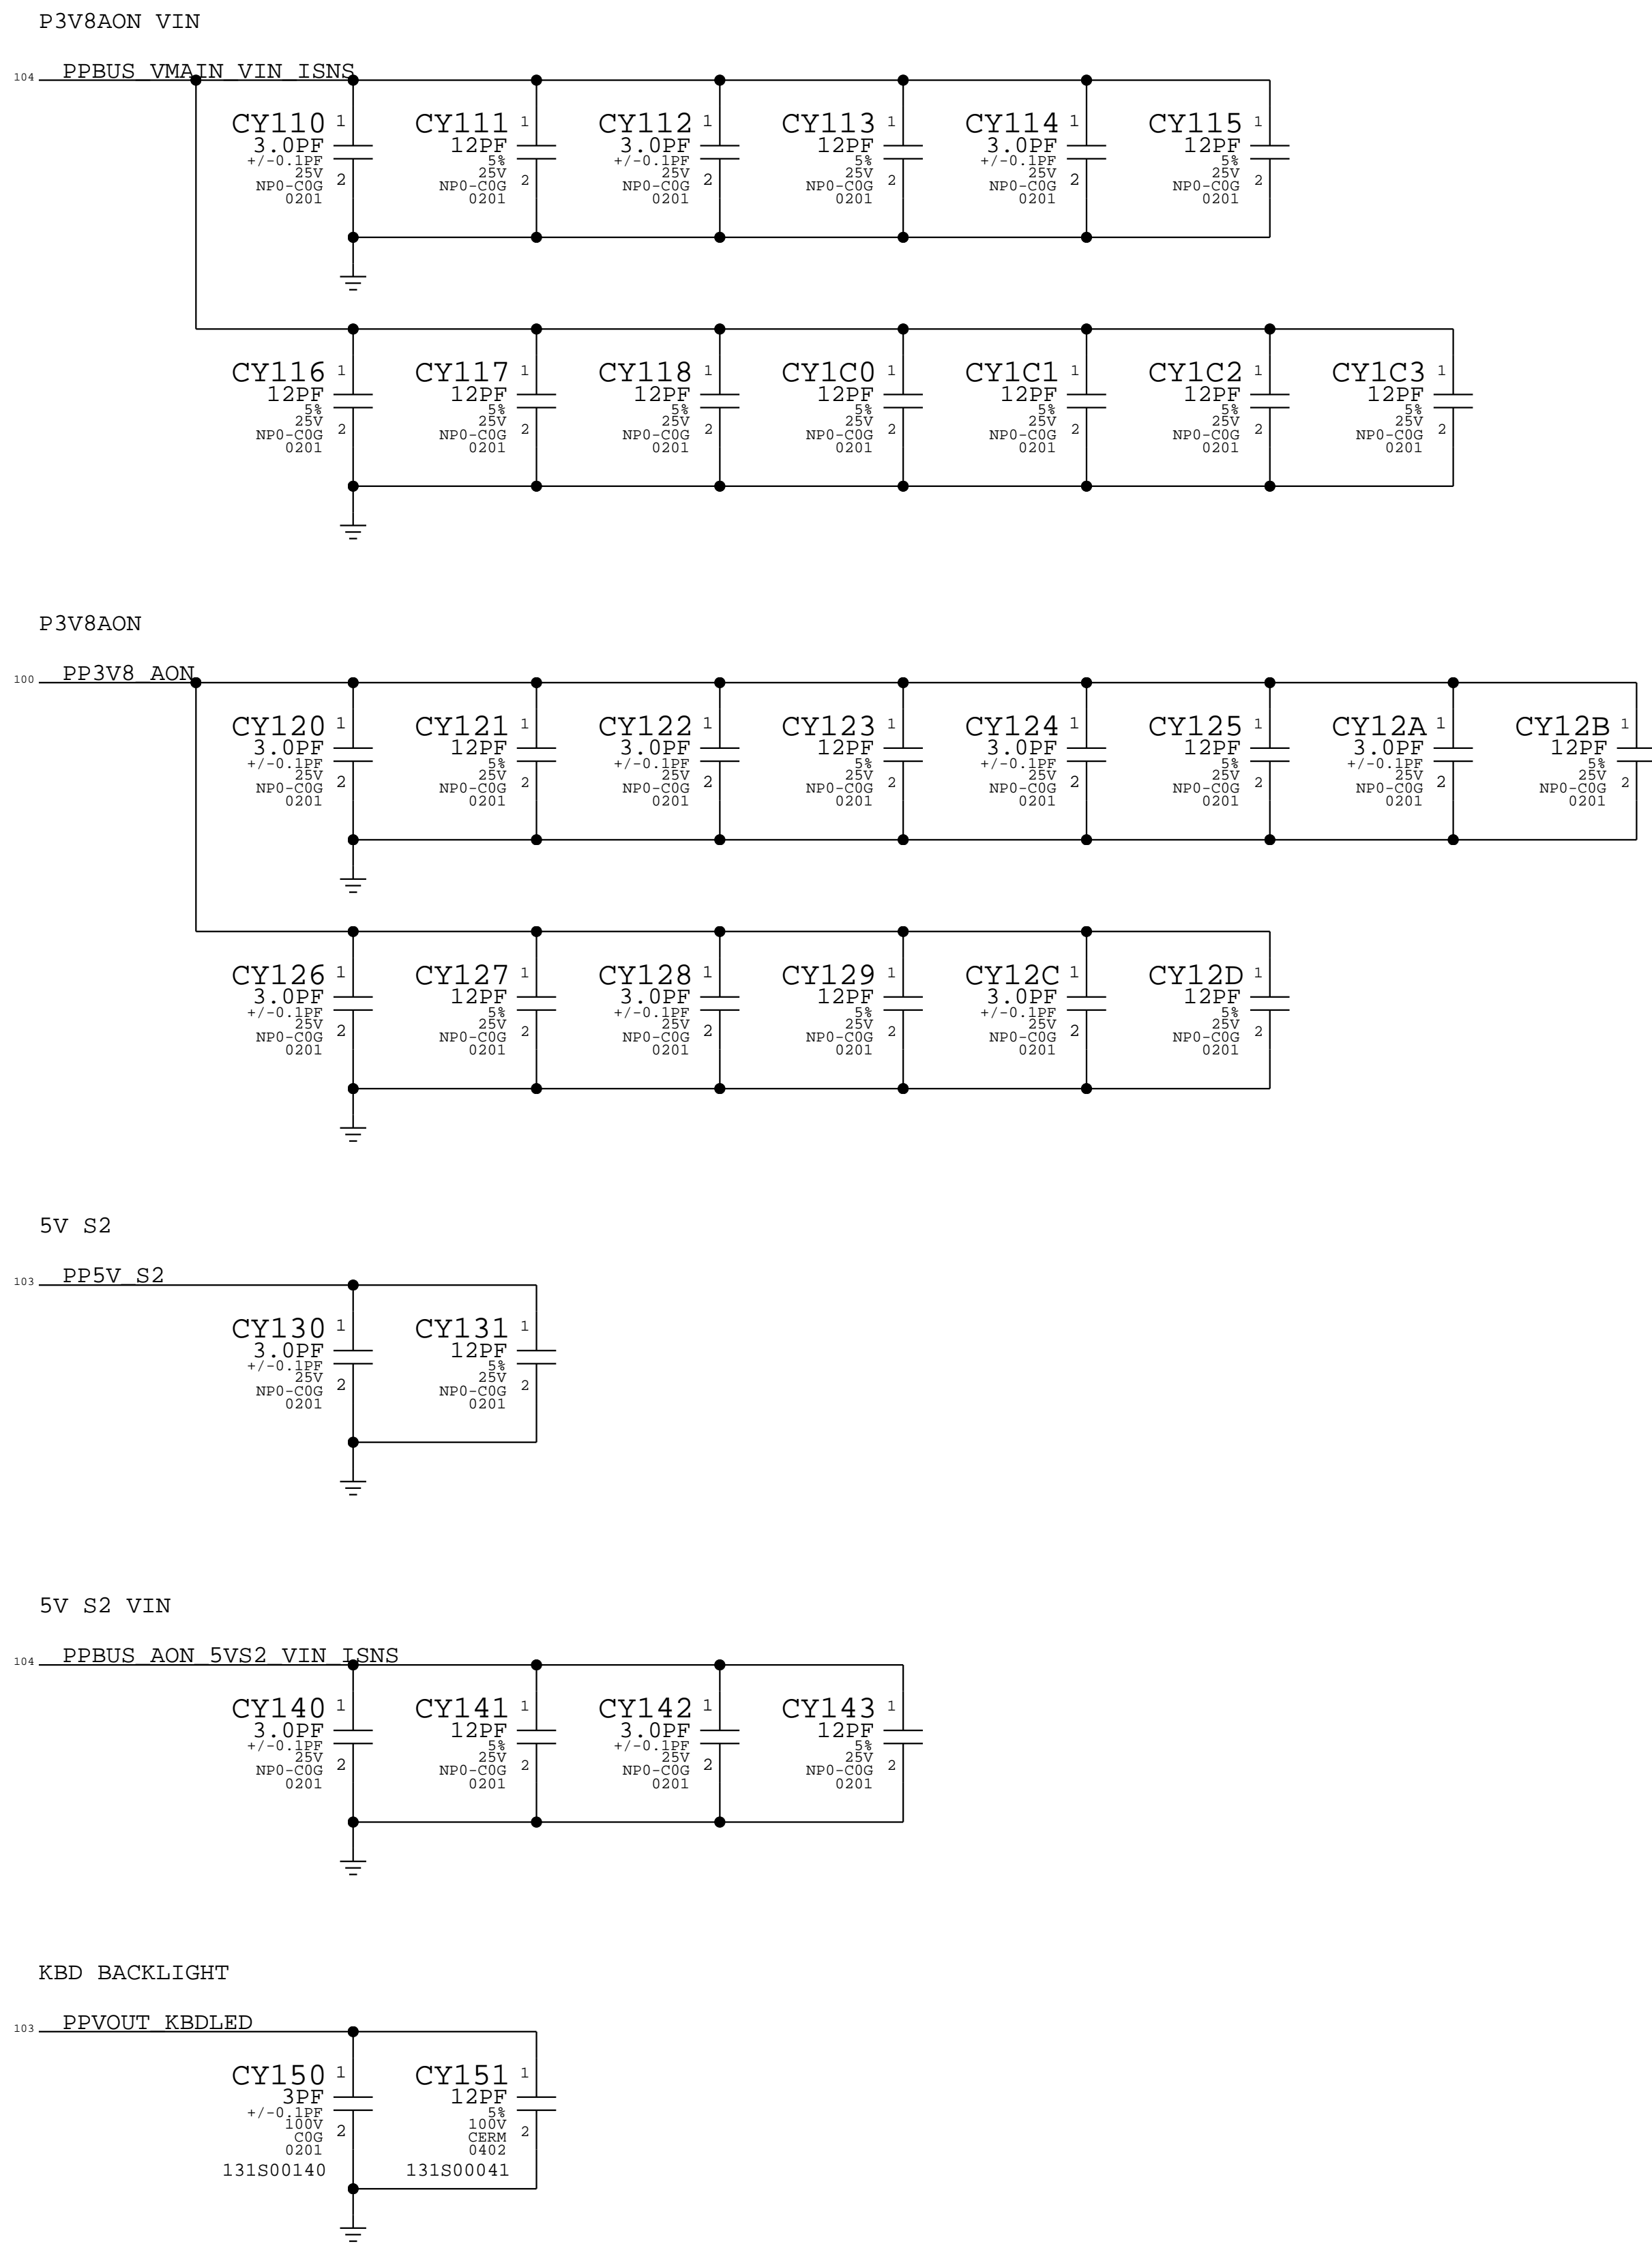 P3V8AON VIN
104 PPBUS_VMAIN_VIN_ISNS
CY110 1 CY111 1 CY112 1 CY113 1 CY114 1 CY115 1
3.0PF 12PF 3.0PF 12PF 3.0PF 12PF
+/-0.1PF 5% +/-0.1PF 5% +/-0.1PF 5%
25V 25V 25V 25V 25V 25V
NP0-C0G 2 NP0-C0G 2 NP0-C0G 2 NP0-C0G 2 NP0-C0G 2 NP0-C0G 2
0201 0201 0201 0201 0201 0201
CY116 1 CY117 1 CY118 1 CY1C0 1 CY1C1 1 CY1C2 1 CY1C3 1
12PF 12PF 12PF 12PF 12PF 12PF 12PF
5% 5% 5% 5% 5% 5% 5%
25V 25V 25V 25V 25V 25V 25V
NP0-C0G 2 NP0-C0G 2 NP0-C0G 2 NP0-C0G 2 NP0-C0G 2 NP0-C0G 2 NP0-C0G 2
0201 0201 0201 0201 0201 0201 0201
P3V8AON
100 PP3V8_AON
CY120 1 CY121 1 CY122 1 CY123 1 CY124 1 CY125 1 CY12A 1 CY12B 1
3.0PF 12PF 3.0PF 12PF 3.0PF 12PF 3.0PF 12PF
+/-0.1PF 5% +/-0.1PF 5% +/-0.1PF 5% +/-0.1PF 5%
25V 25V 25V 25V 25V 25V 25V 25V
NP0-C0G 2 NP0-C0G 2 NP0-C0G 2 NP0-C0G 2 NP0-C0G 2 NP0-C0G 2 NP0-C0G 2 NP0-C0G 2
0201 0201 0201 0201 0201 0201 0201 0201
CY126 1 CY127 1 CY128 1 CY129 1 CY12C 1 CY12D 1
3.0PF 12PF 3.0PF 12PF 3.0PF 12PF
+/-0.1PF 5% +/-0.1PF 5% +/-0.1PF 5%
25V 25V 25V 25V 25V 25V
NP0-C0G 2 NP0-C0G 2 NP0-C0G 2 NP0-C0G 2 NP0-C0G 2 NP0-C0G 2
0201 0201 0201 0201 0201 0201
5V S2
103 PP5V_S2
CY130 1 CY131 1
3.0PF 12PF
+/-0.1PF 5%
25V 25V
NP0-C0G 2 NP0-C0G 2
0201 0201
5V S2 VIN
104 PPBUS_AON_5VS2_VIN_ISNS
CY140 1 CY141 1 CY142 1 CY143 1
3.0PF 12PF 3.0PF 12PF
+/-0.1PF 5% +/-0.1PF 5%
25V 25V 25V 25V
NP0-C0G 2 NP0-C0G 2 NP0-C0G 2 NP0-C0G 2
0201 0201 0201 0201
KBD BACKLIGHT
103 PPVOUT_KBDLED
CY150 1 CY151 1
3PF 12PF
+/-0.1PF 5%
100V 100V
C0G 2 CERM 2
0201 0402
131S00140 131S00041